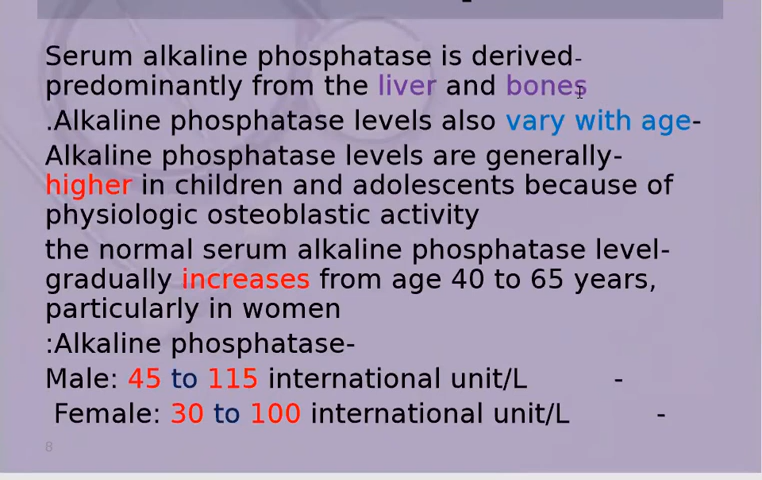 Serum alkaline phosphatase is derived-
predominantly from the liver and bones
.Alkaline phosphatase levels also vary with age-
Alkaline phosphatase levels are generally-
higher in children and adolescents because of
physiologic osteoblastic activity
the normal serum alkaline phosphatase level-
gradually increases from age 40 to 65 years,
particularly in women
:Alkaline phosphatase-
Male: 45 to 115 international unit/L -
Female: 30 to 100 international unit/L -
8